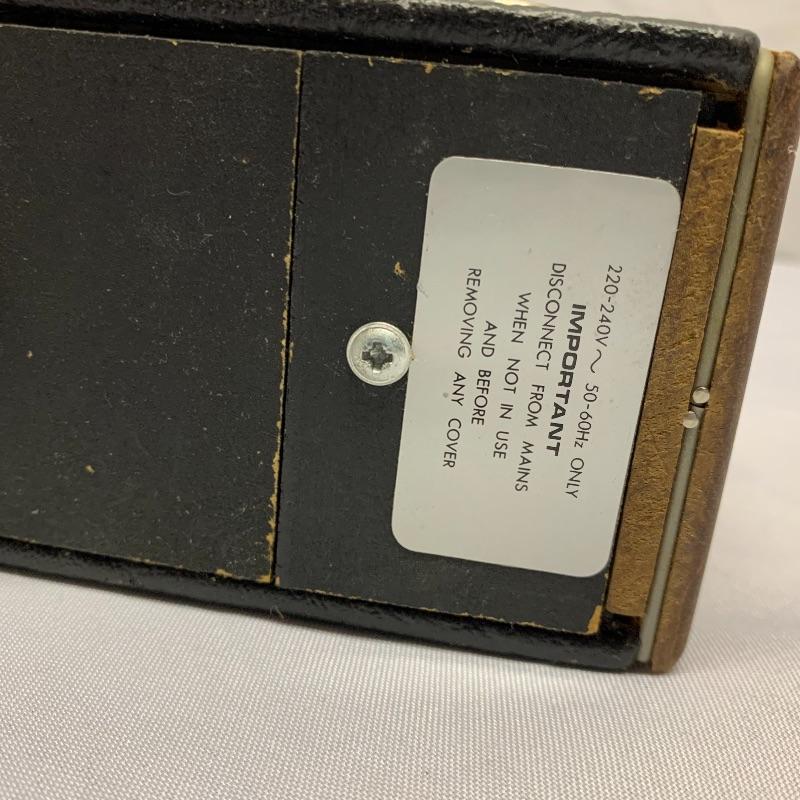 220-240V~ 50-60Hz ONLY
IMPORTANT
DISCONNECT FROM MAINS
WHEN NOT IN USE
AND BEFORE
REMOVING ANY COVER